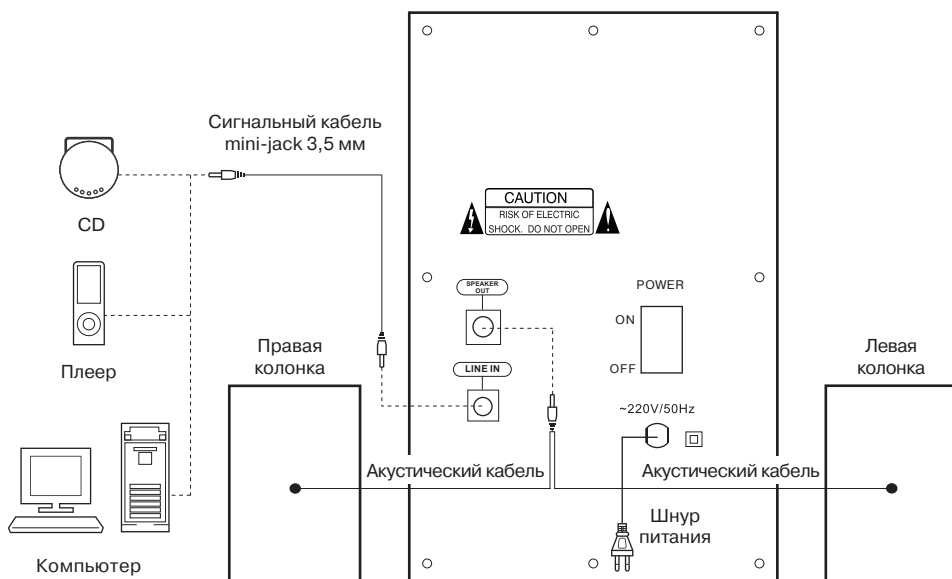 Сигнальный кабель
mini-jack 3,5 мм
CD
Плеер
Компьютер
Правая
колонка
CAUTION
RISK OF ELECTRIC
SHOCK. DO NOT OPEN
SPEAKER
OUT
LINE IN
POWER
ON
OFF
~220V/50Hz
Левая
колонка
Акустический кабель
Акустический кабель
Шнур
питания